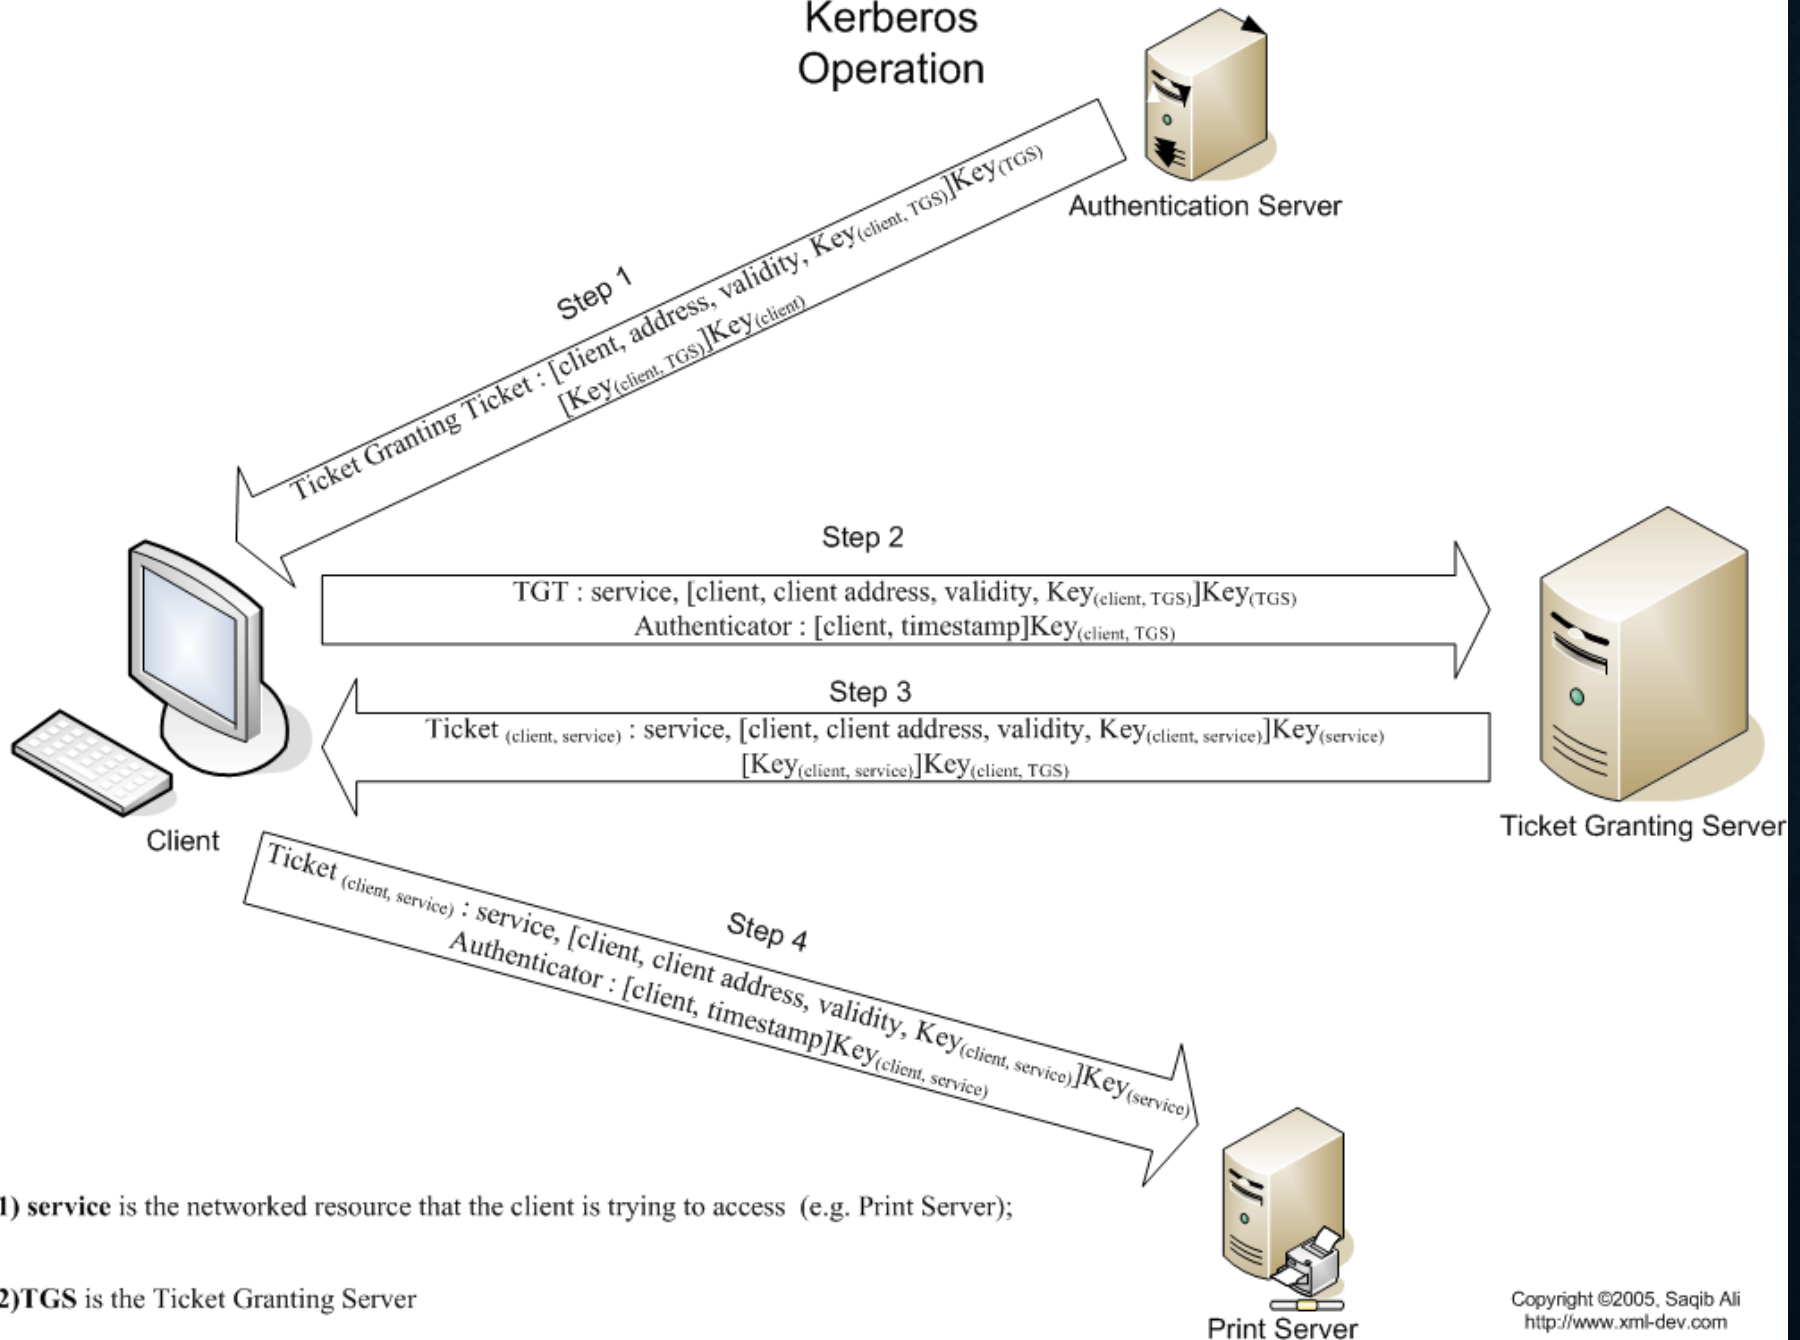 Kerberos
Operation
Authentication Server
Step 1
Ticket Granting Ticket : [client, address, validity, Key(client, TGS)]Key(TGS)
[Key(client, TGS)]Key(client)
Step 2
TGT : service, [client, client address, validity, Key(client, TGS)]Key(TGS)
Authenticator : [client, timestamp]Key(client, TGS)
Step 3
Ticket (client, service) : service, [client, client address, validity, Key(client, service)]Key(service)
[Key(client, service)]Key(client, TGS)
Client
Ticket Granting Server
Step 4
Ticket (client, service) : service, [client, client address, validity, Key(client, service)]Key(service)
Authenticator : [client, timestamp]Key(client, service)
1) service is the networked resource that the client is trying to access (e.g. Print Server);
2)TGS is the Ticket Granting Server
Print Server
Copyright ©2005, Saqib Ali
http://www.xml-dev.com